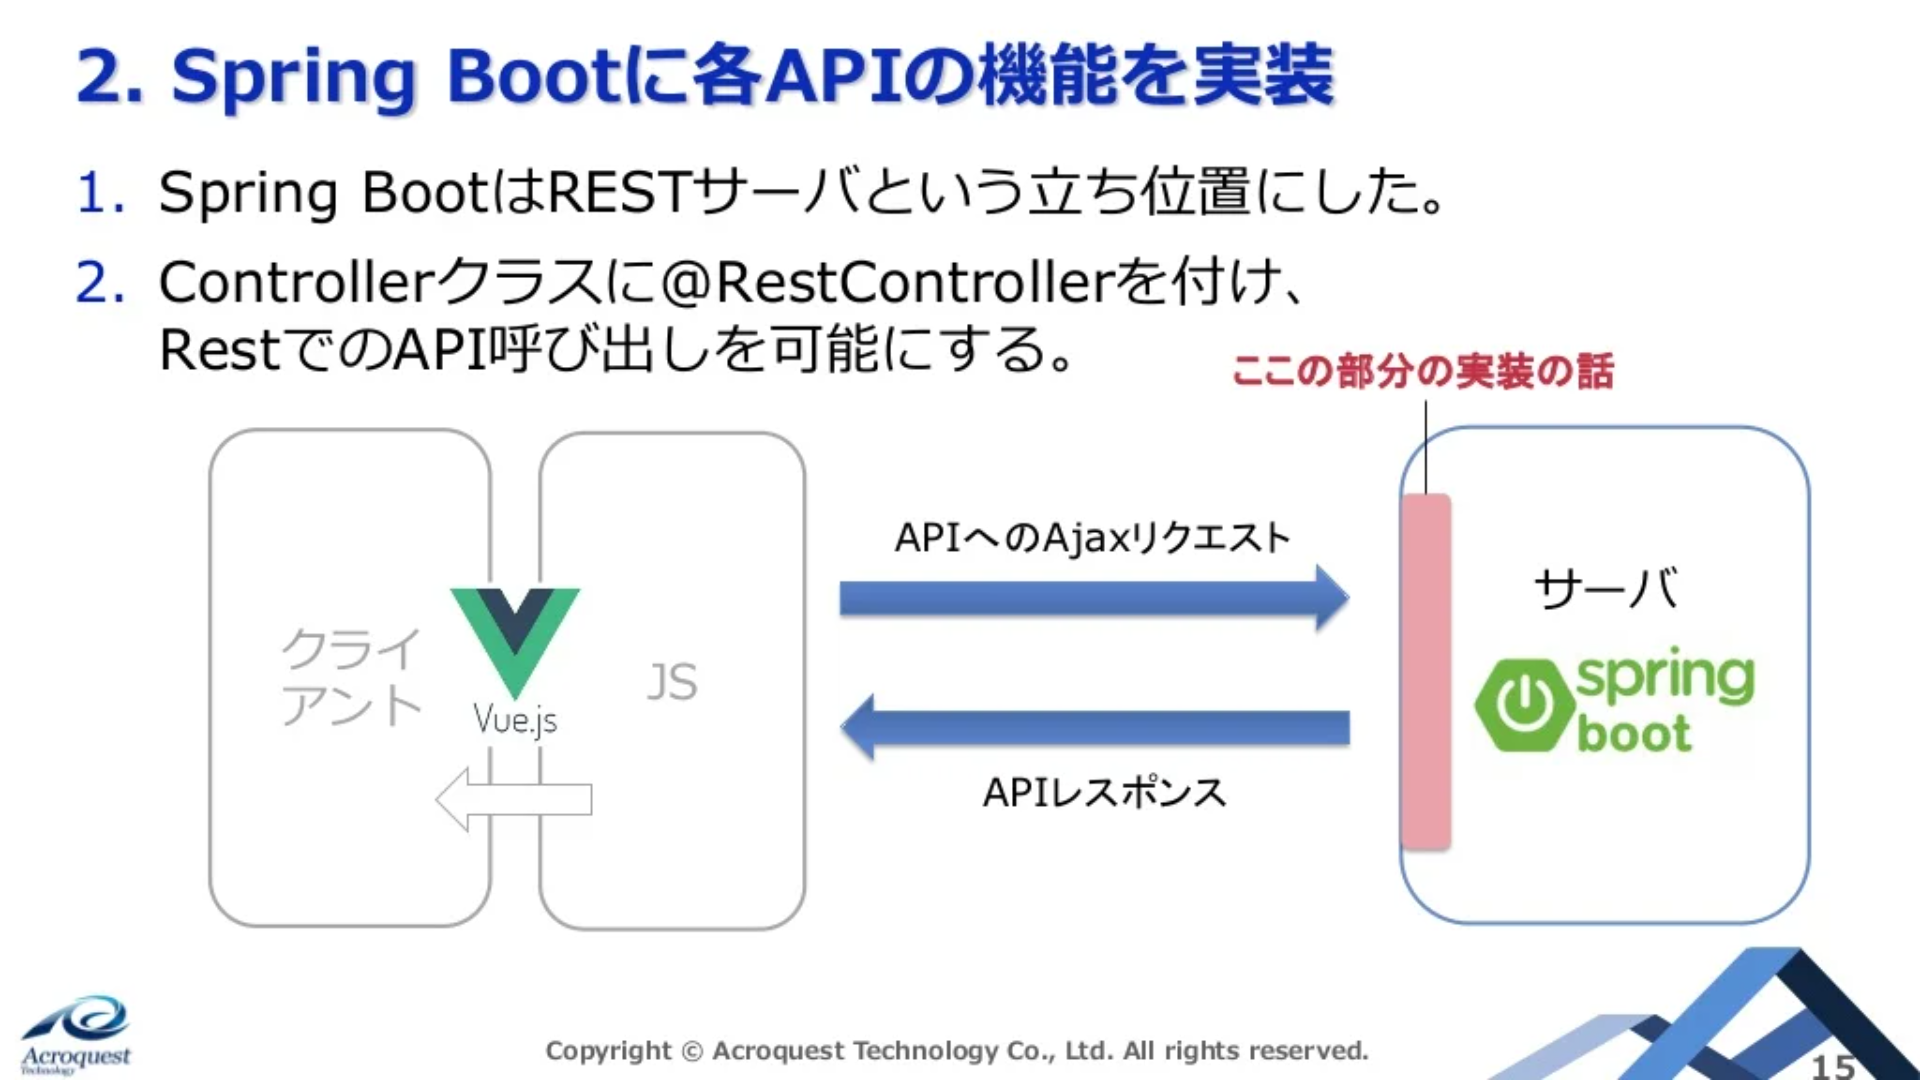 2. Spring Bootに各APIの機能を実装
1. Spring BootはRESTサーバという立ち位置にした。
2. Controllerクラスに@RestControllerを付け、
RestでのAPI呼び出しを可能にする。
ここの部分の実装の話
クライ
アント
Vue.js
JS
APIへのAjaxリクエスト
APIレスポンス
サーバ
spring
boot
Acroquest
Technology
Copyright © Acroquest Technology Co., Ltd. All rights reserved.
15